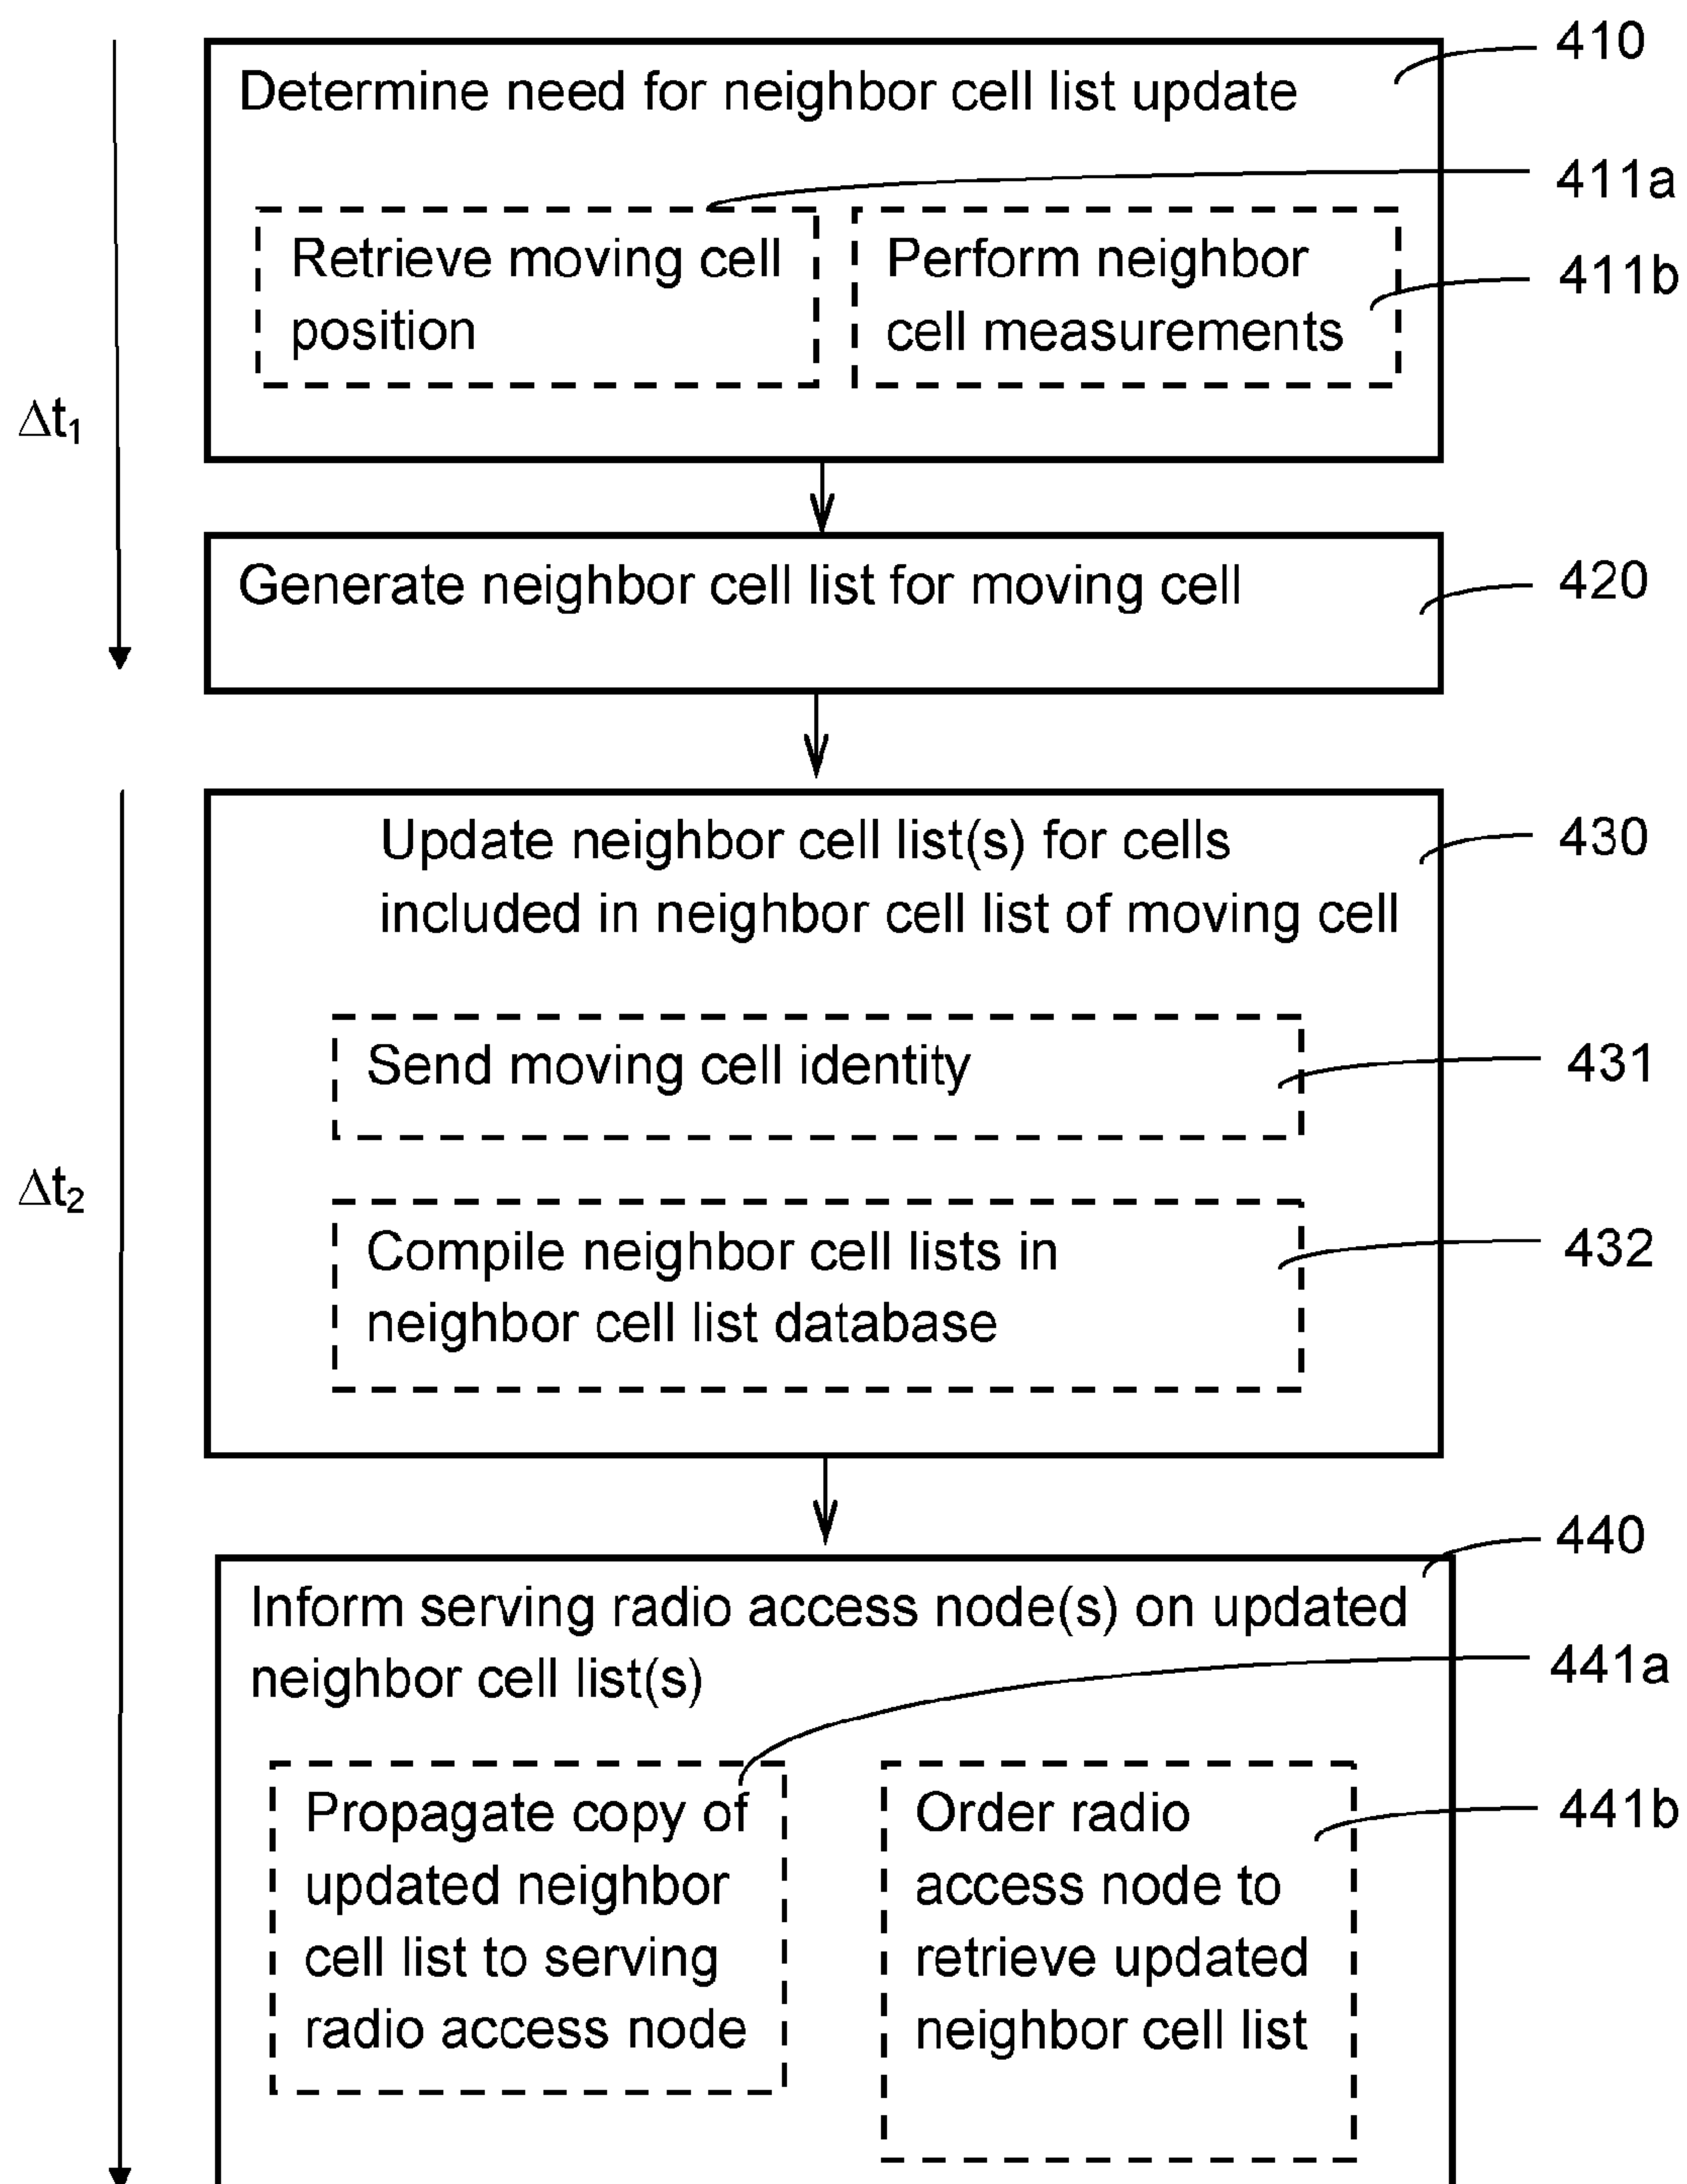 410
Determine need for neighbor cell list update
411a
Retrieve moving cell
position
Perform neighbor
cell measurements
411b
Δt1
Generate neighbor cell list for moving cell
420
Update neighbor cell list(s) for cells
included in neighbor cell list of moving cell
430
Send moving cell identity
431
Δt2
Compile neighbor cell lists in
neighbor cell list database
432
440
Inform serving radio access node(s) on updated
neighbor cell list(s)
441a
Propagate copy of
updated neighbor
cell list to serving
radio access node
Order radio
access node to
retrieve updated
neighbor cell list
441b